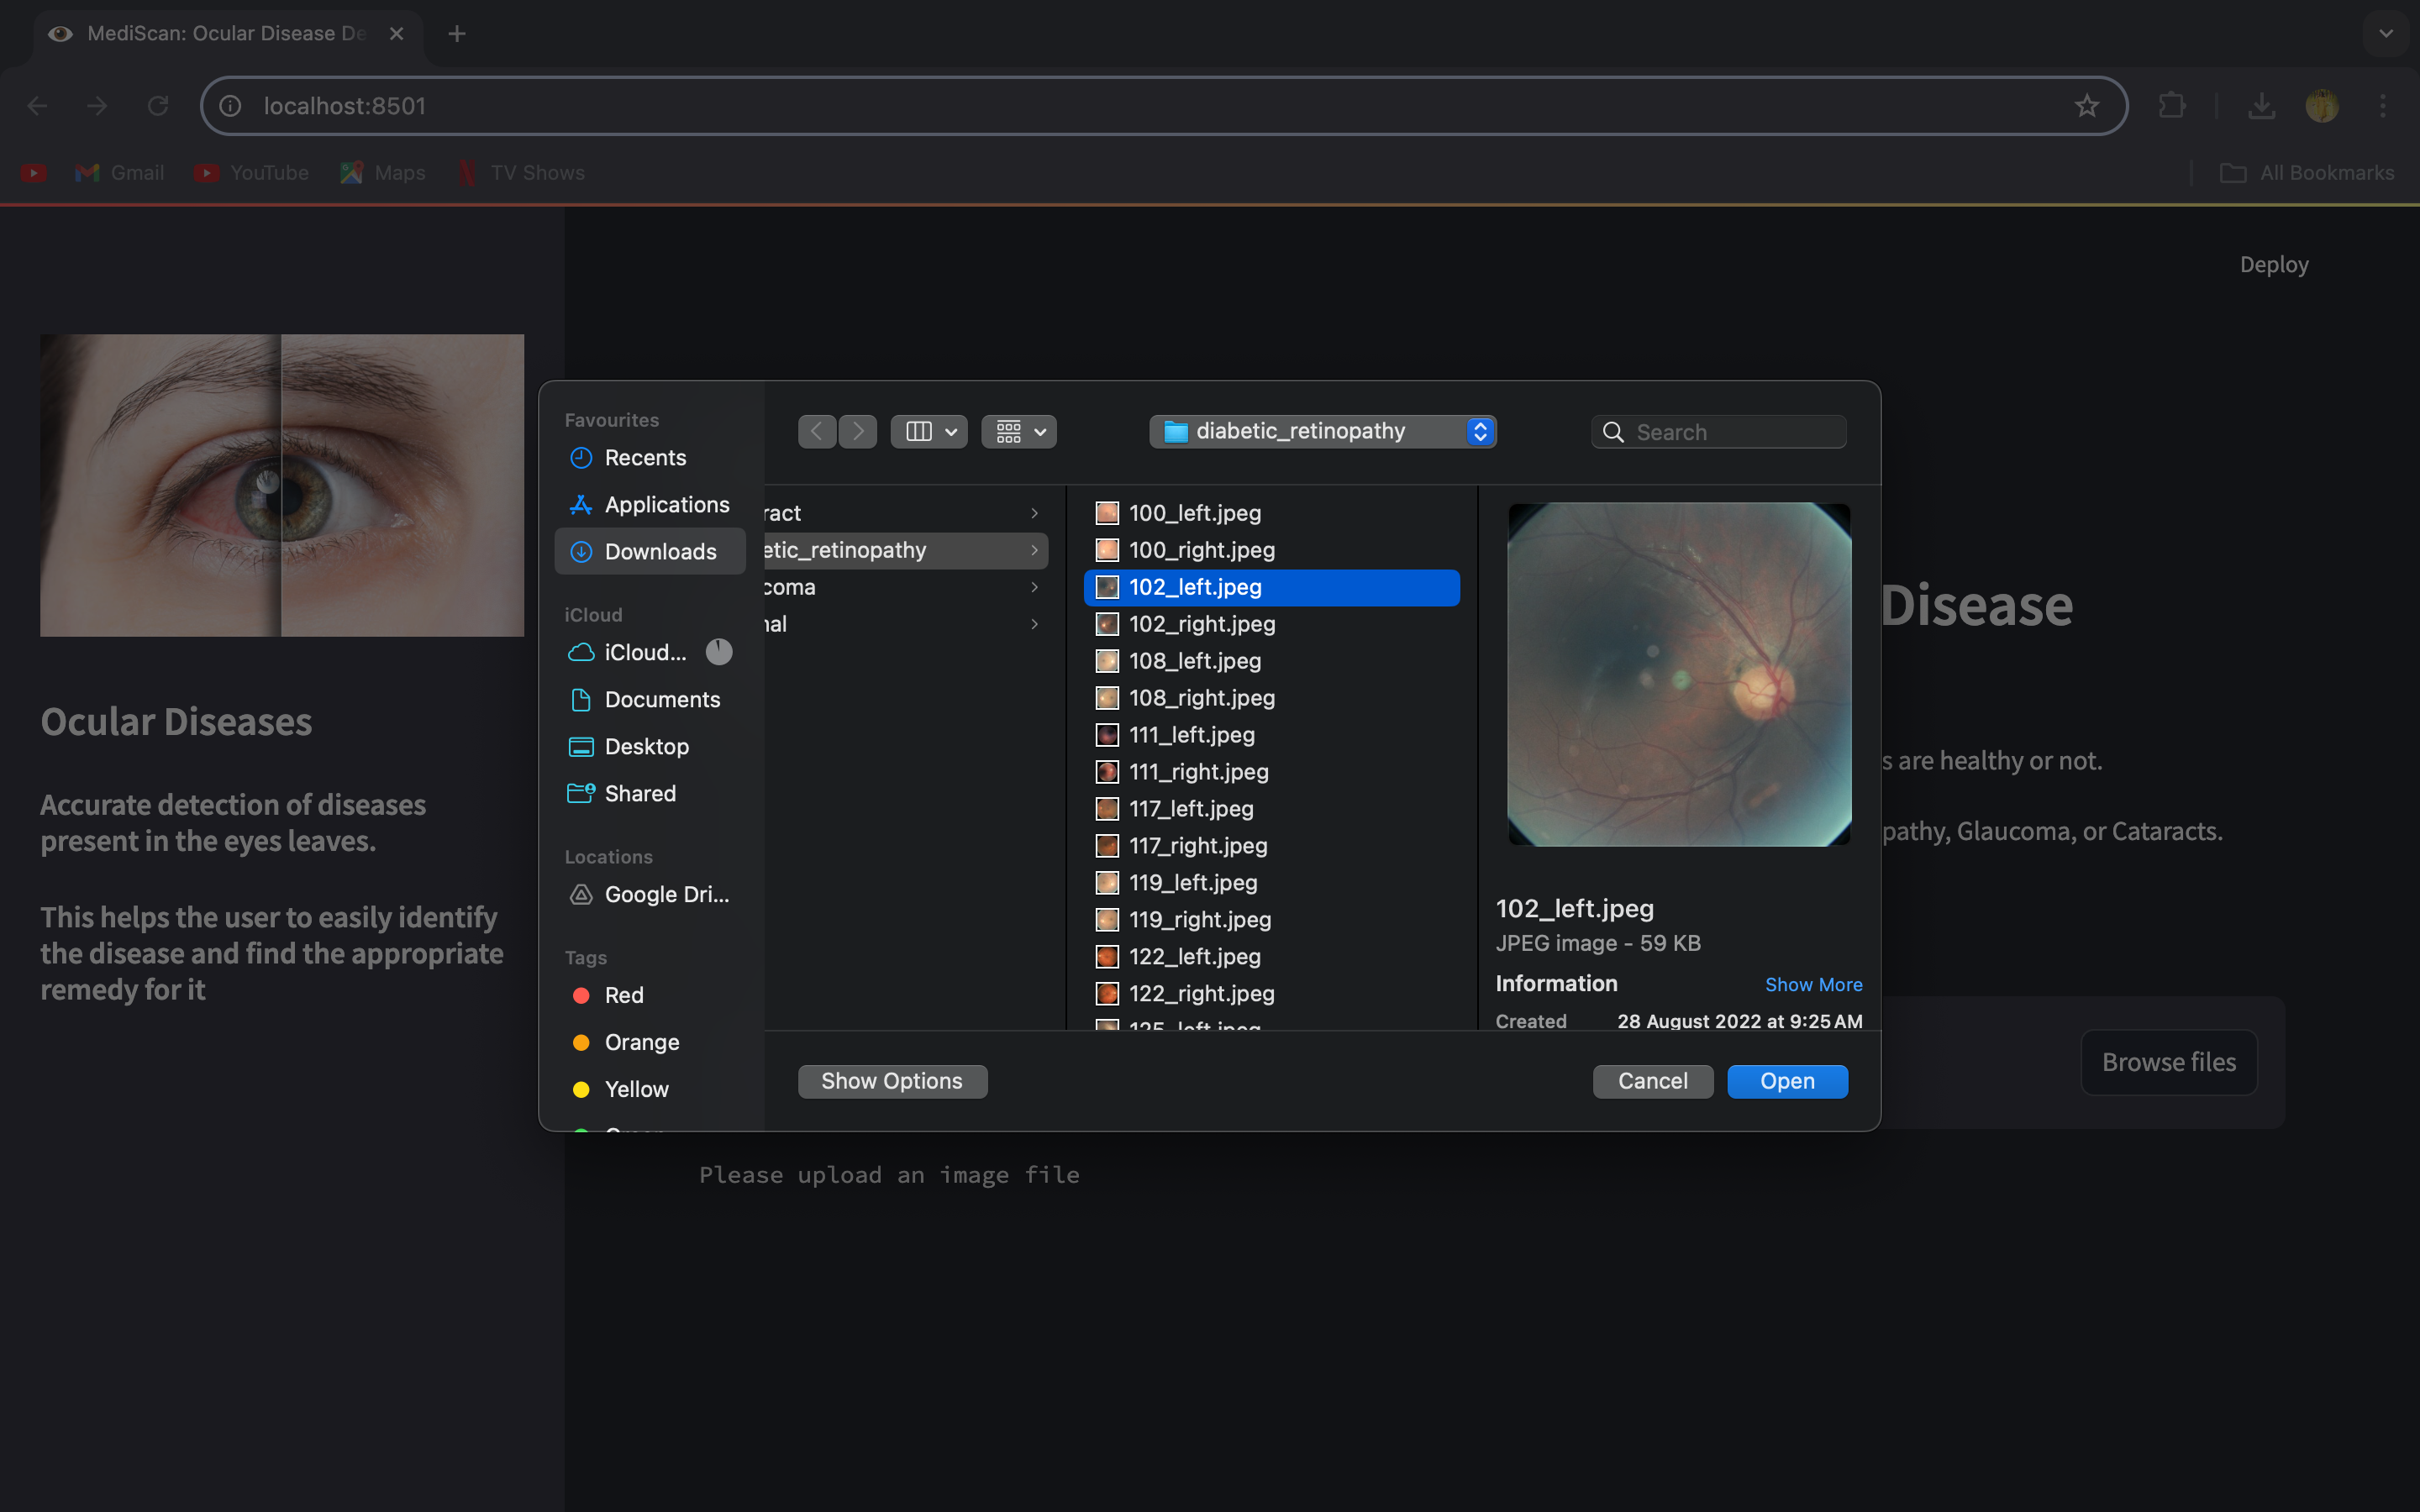 MediScan: Ocular Disease De
localhost:8501
Gmail
YouTube
Maps
TV Shows
All Bookmarks
Deploy
Ocular Diseases
Accurate detection of diseases
present in the eyes leaves.
This helps the user to easily identify
the disease and find the appropriate
remedy for it
Favourites
Recents
Applications
Downloads
iCloud
iCloud...
Documents
Desktop
Shared
Locations
Google Dri...
Tags
Red
Orange
Yellow
diabetic_retinopathy
Search
ract
etic_retinopathy
coma
nal
100_left.jpeg
100_right.jpeg
102_left.jpeg
102_right.jpeg
108_left.jpeg
108_right.jpeg
111_left.jpeg
111_right.jpeg
117_left.jpeg
117_right.jpeg
119_left.jpeg
119_right.jpeg
122_left.jpeg
122_right.jpeg
125_left.jpeg
102_left.jpeg
JPEG image - 59 KB
Information
Show More
Created
28 August 2022 at 9:25 AM
Show Options
Cancel
Open
Disease
s are healthy or not.
pathy, Glaucoma, or Cataracts.
Browse files
Please upload an image file